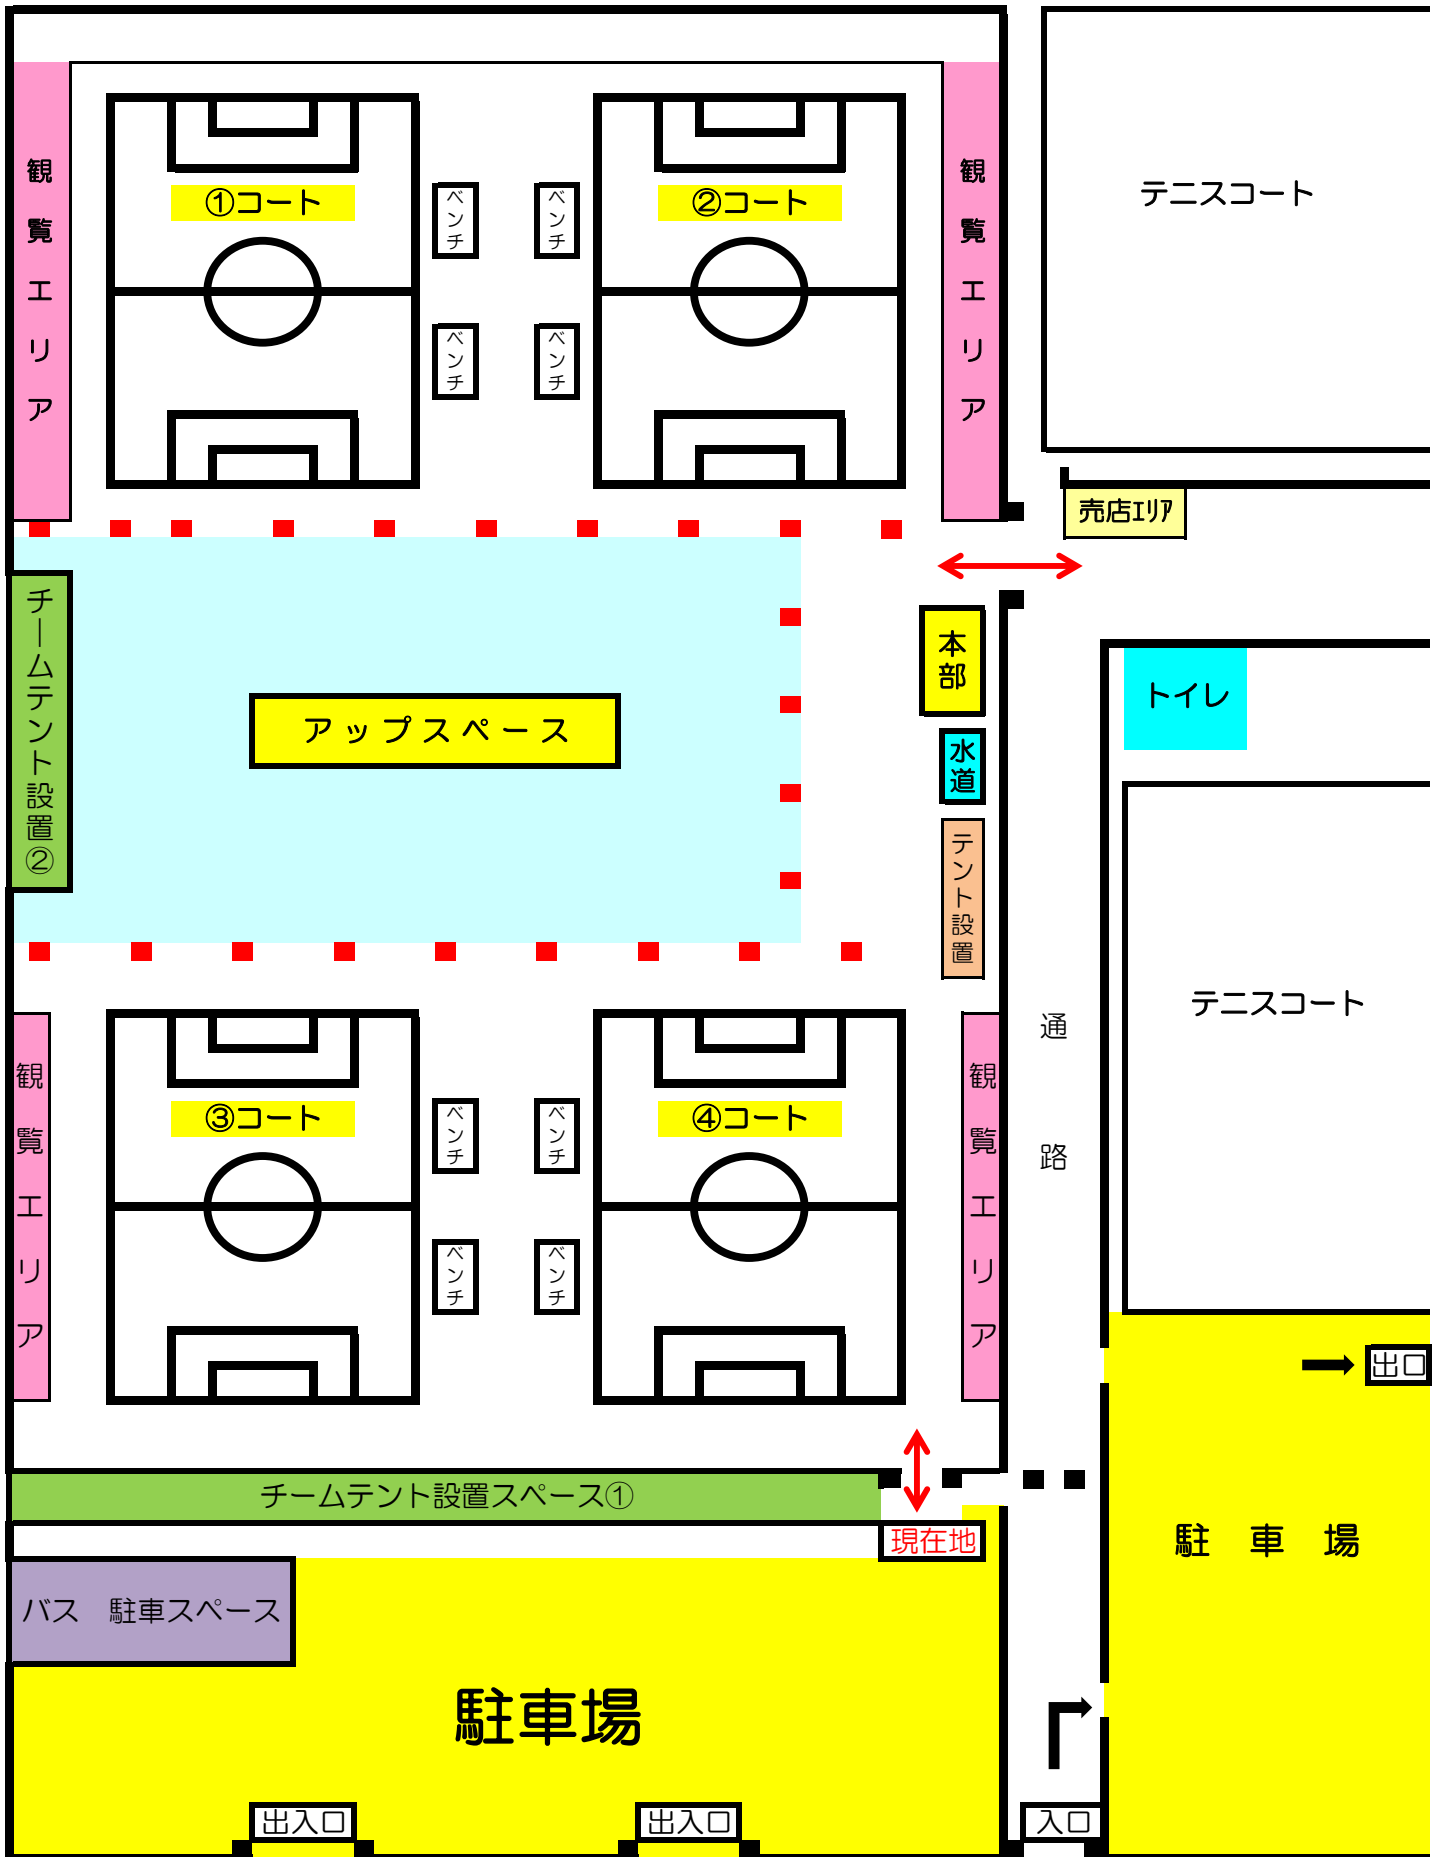 観覧エリア
①コート
ベンチ
ベンチ
②コート
観覧エリア
テニスコート
ベンチ
ベンチ
売店エリア
チームテント設置②
本部
アップスペース
トイレ
水道
テント設置
テニスコート
通路
観覧エリア
③コート
ベンチ
ベンチ
④コート
観覧エリア
ベンチ
ベンチ
出口
チームテント設置スペース①
現在地
駐車場
バス 駐車スペース
駐車場
出入口
出入口
入口